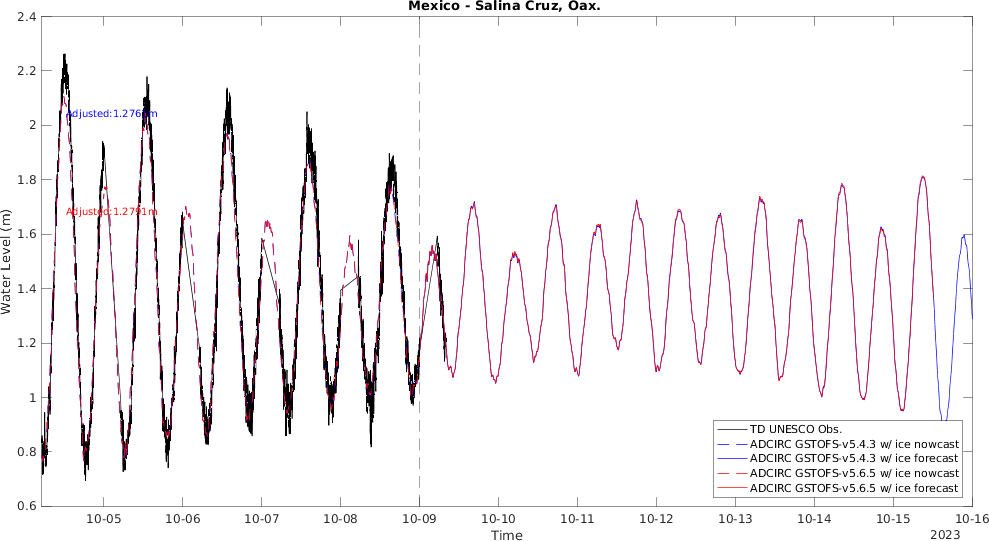 Mexico - Salina Cruz, Oax.
2.4
2.2
2
1.8
1.6
1.4
1.2
1
0.8
0.6
Water Level (m)
Adjusted:1.2791m
10-05
10-06
10-07
10-08
10-09
10-10
10-11
10-12
10-13
10-14
10-15
10-16
Time
2023
TD UNESCO Obs.
ADCIRC GSTOFS-v5.4.3 w/ ice nowcast
ADCIRC GSTOFS-v5.4.3 w/ ice forecast
ADCIRC GSTOFS-v5.6.5 w/ ice nowcast
ADCIRC GSTOFS-v5.6.5 w/ ice forecast